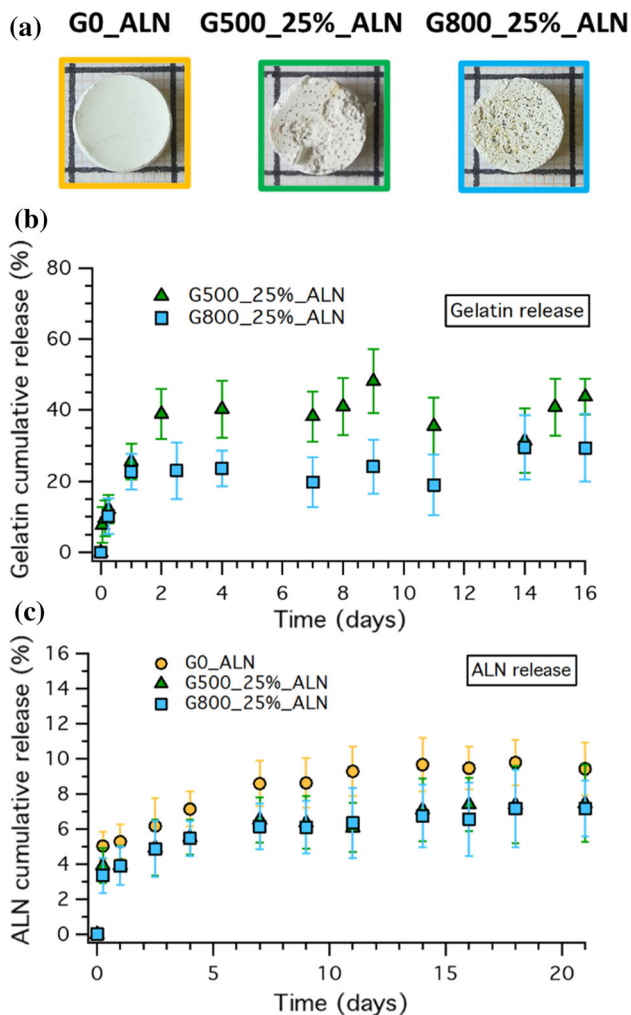 (a) G0_ALN G500_25%_ALN G800_25%_ALN
(b)
80
60
40
20
0
Gelatin cumulative release (%)
G500_25%_ALN
G800_25%_ALN
Gelatin release
0 2 4 6 8 10 12 14 16
Time (days)
(c)
16
14
12
10
8
6
4
2
0
ALN cumulative release (%)
G0_ALN
G500_25%_ALN
G800_25%_ALN
ALN release
0 5 10 15 20
Time (days)